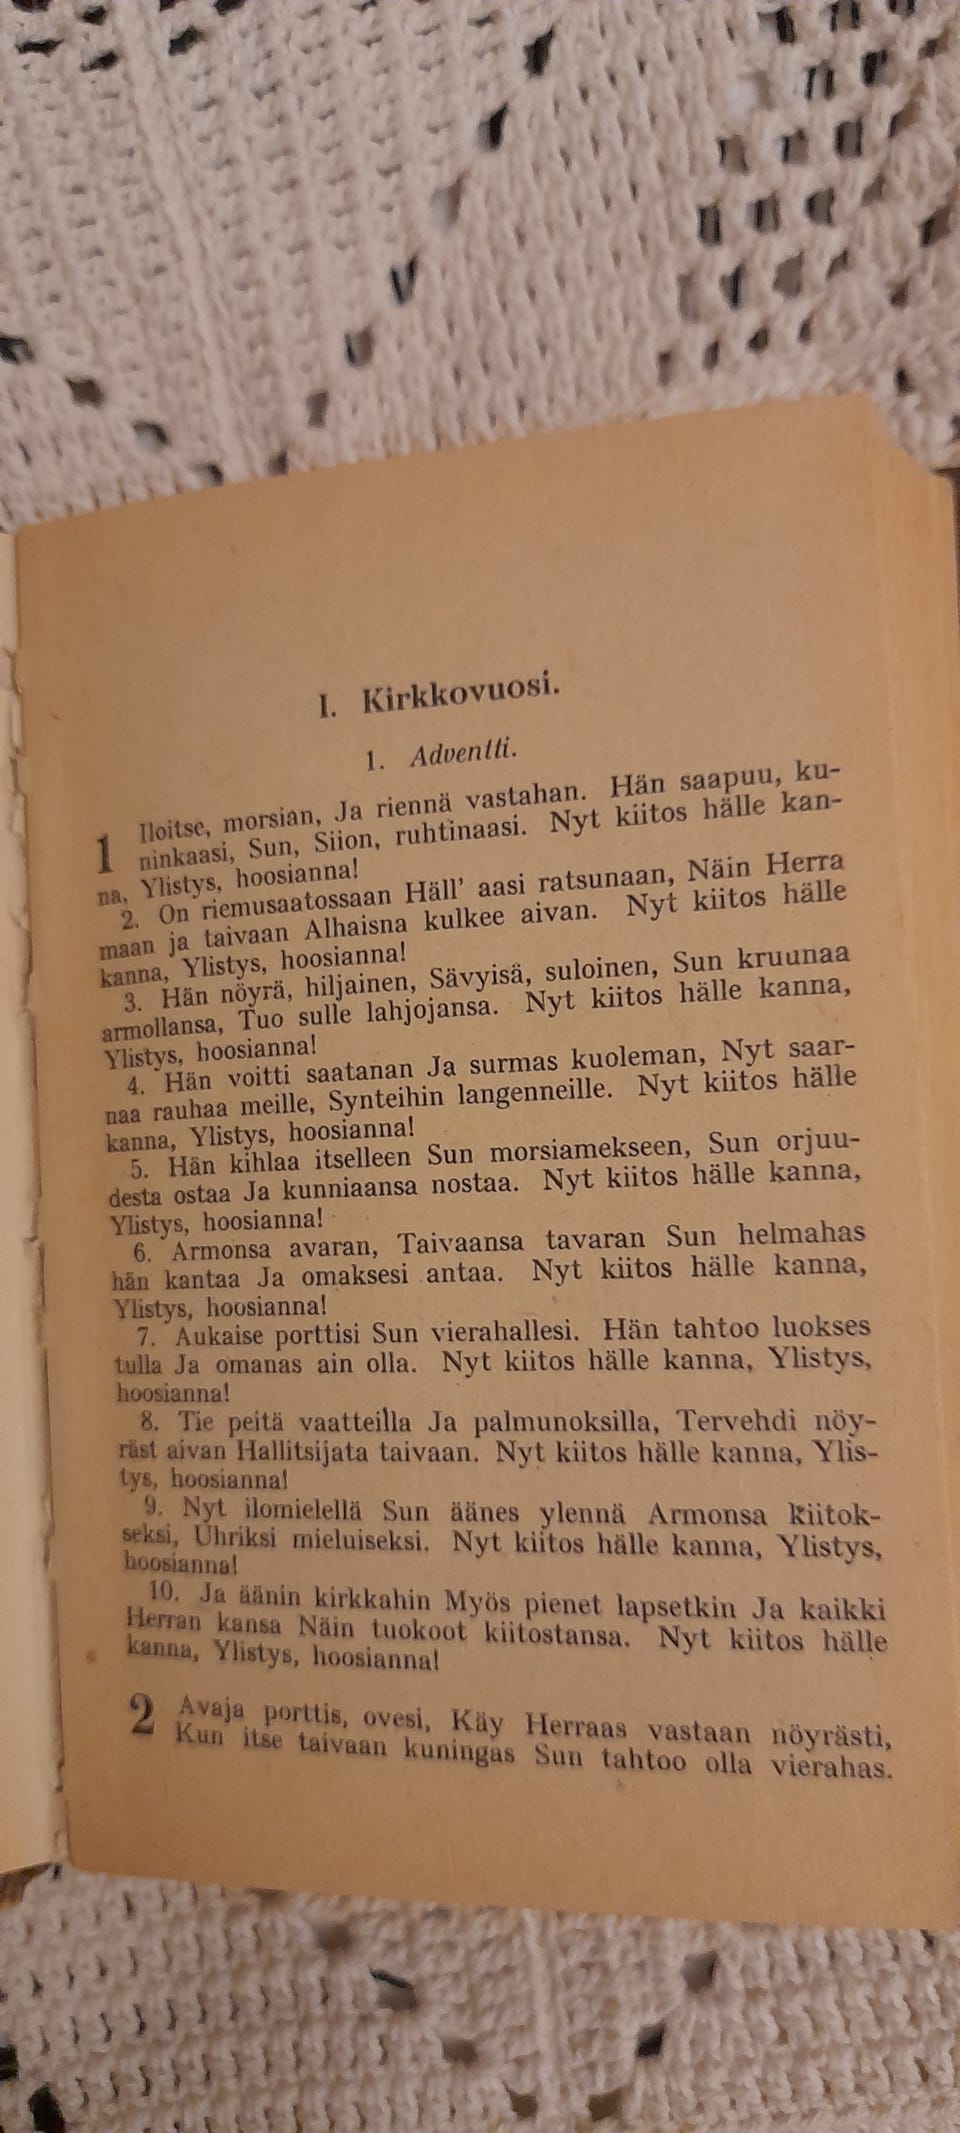 I. Kirkkovuosi.
1. Adventti.
1 Iloitse, morsian, Ja riennä vastahan. Hän saapuu, ku-
ninkaasi, Sun, Siion, ruhtinaasi. Nyt kiitos hälle kan-
na, Ylistys, hoosianna!
2. On riemusaatossaan Häll' aasi ratsunaan, Näin Herra
maan ja taivaan Alhaisna kulkee aivan. Nyt kiitos hälle
kanna, Ylistys, hoosianna!
3. Hän nöyrä, hiljainen, Sävyisä, suloinen, Sun kruunaa
armollansa, Tuo sulle lahjojansa. Nyt kiitos hälle kanna,
Ylistys, hoosianna!
4. Hän voitti saatanan Ja surmas kuoleman, Nyt saar-
naa rauhaa meille, Synteihin langenneille. Nyt kiitos hälle
kanna, Ylistys, hoosianna!
5. Hän kihlaa itselleen Sun morsiamekseen, Sun orjuu-
desta ostaa Ja kunniaansa nostaa. Nyt kiitos hälle kanna,
Ylistys, hoosianna!
6. Armonsa avaran, Taivaansa tavaran Sun helmahas
hän kantaa Ja omaksesi antaa. Nyt kiitos hälle kanna,
Ylistys, hoosianna!
7. Aukaise porttisi Sun vierahallesi. Hän tahtoo luokses
tulla Ja omanas ain olla. Nyt kiitos hälle kanna, Ylistys,
hoosianna!
8. Tie peitä vaatteilla Ja palmunoksilla, Tervehdi nöy-
räst aivan Hallitsijata taivaan. Nyt kiitos hälle kanna, Ylis-
tys, hoosianna!
9. Nyt ilomielellä Sun äänes ylennä Armonsa kiitok-
seksi, Uhriksi mieluiseksi. Nyt kiitos hälle kanna, Ylistys,
hoosianna!
10. Ja äänin kirkkahin Myös pienet lapsetkin Ja kaikki
Herran kansa Näin tuokoot kiitostansa. Nyt kiitos hälle
kanna, Ylistys, hoosianna!
2 Avaja porttis, ovesi, Käy Herraas vastaan nöyrästi,
Kun itse taivaan kuningas Sun tahtoo olla vierahas.